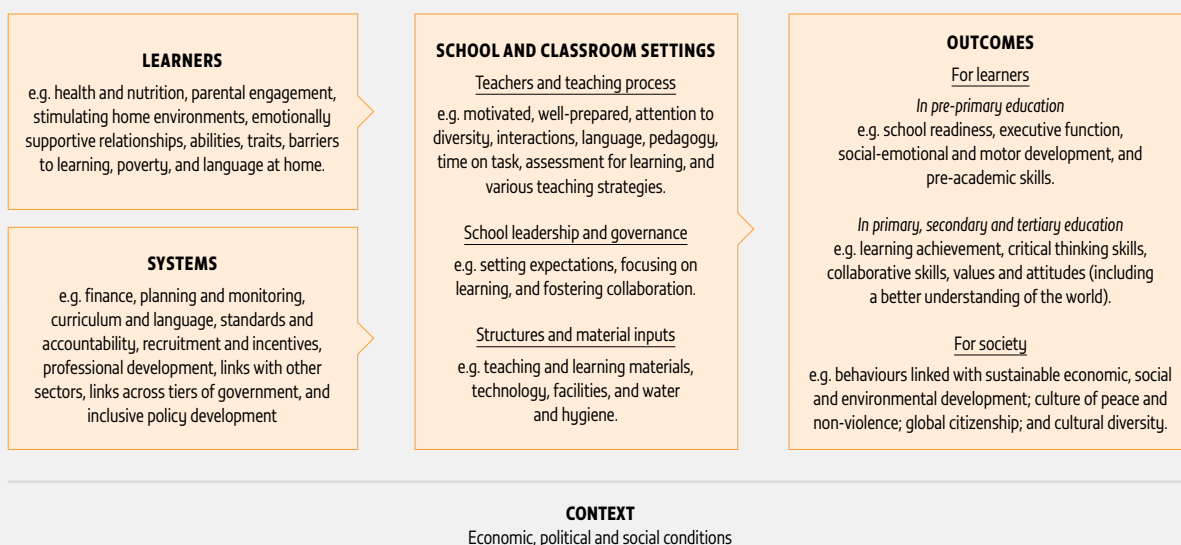 LEARNERS
e.g. health and nutrition, parental engagement,
stimulating home environments, emotionally
supportive relationships, abilities, traits, barriers
to learning, poverty, and language at home.
SYSTEMS
e.g. finance, planning and monitoring,
curriculum and language, standards and
accountability, recruitment and incentives,
professional development, links with other
sectors, links across tiers of government, and
inclusive policy development
SCHOOL AND CLASSROOM SETTINGS
Teachers and teaching process
e.g. motivated, well-prepared, attention to
diversity, interactions, language, pedagogy,
time on task, assessment for learning, and
various teaching strategies.
School leadership and governance
e.g. setting expectations, focusing on
learning, and fostering collaboration.
Structures and material inputs
e.g. teaching and learning materials,
technology, facilities, and water
and hygiene.
OUTCOMES
For learners
In pre-primary education
e.g. school readiness, executive function,
social-emotional and motor development, and
pre-academic skills.
In primary, secondary and tertiary education
e.g. learning achievement, critical thinking skills,
collaborative skills, values and attitudes (including
a better understanding of the world).
For society
e.g. behaviours linked with sustainable economic, social
and environmental development; culture of peace and
non-violence; global citizenship; and cultural diversity.
CONTEXT
Economic, political and social conditions